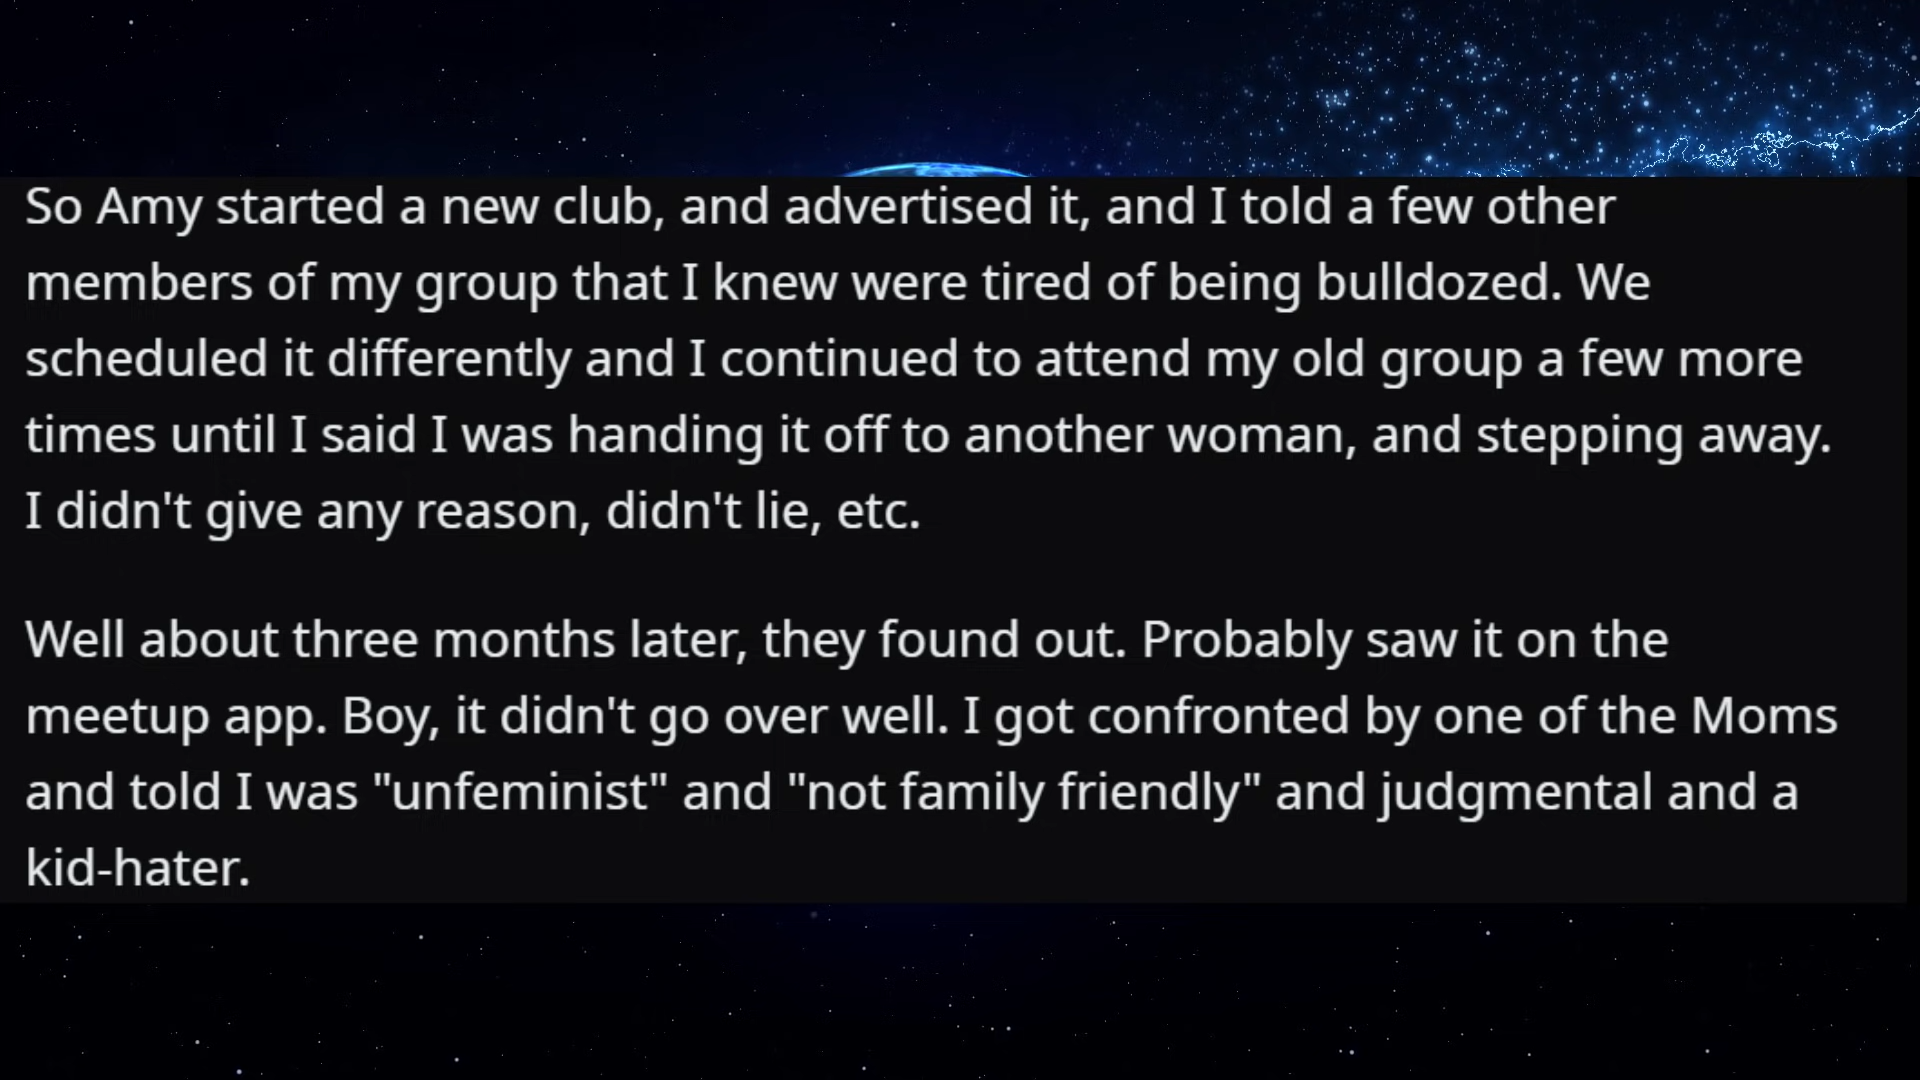 So Amy started a new club, and advertised it, and I told a few other
members of my group that I knew were tired of being bulldozed. We
scheduled it differently and I continued to attend my old group a few more
times until I said I was handing it off to another woman, and stepping away.
I didn't give any reason, didn't lie, etc.
Well about three months later, they found out. Probably saw it on the
meetup app. Boy, it didn't go over well. I got confronted by one of the Moms
and told I was "unfeminist" and "not family friendly" and judgmental and a
kid-hater.